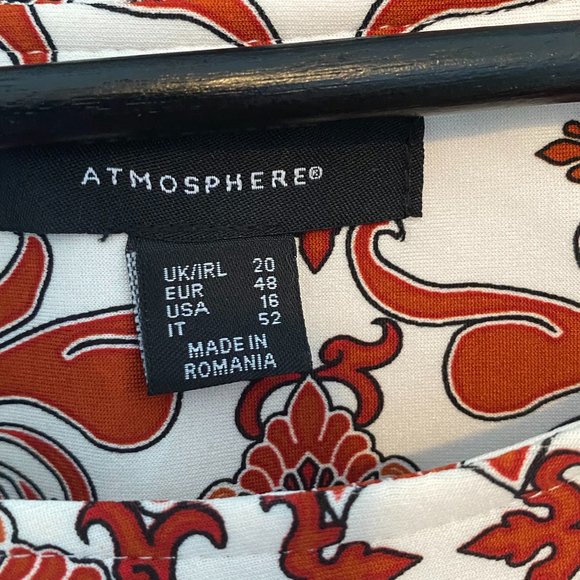 ATMOSPHERE®
UK/IRL 20
EUR 48
USA 16
IT 52
MADE IN
ROMANIA